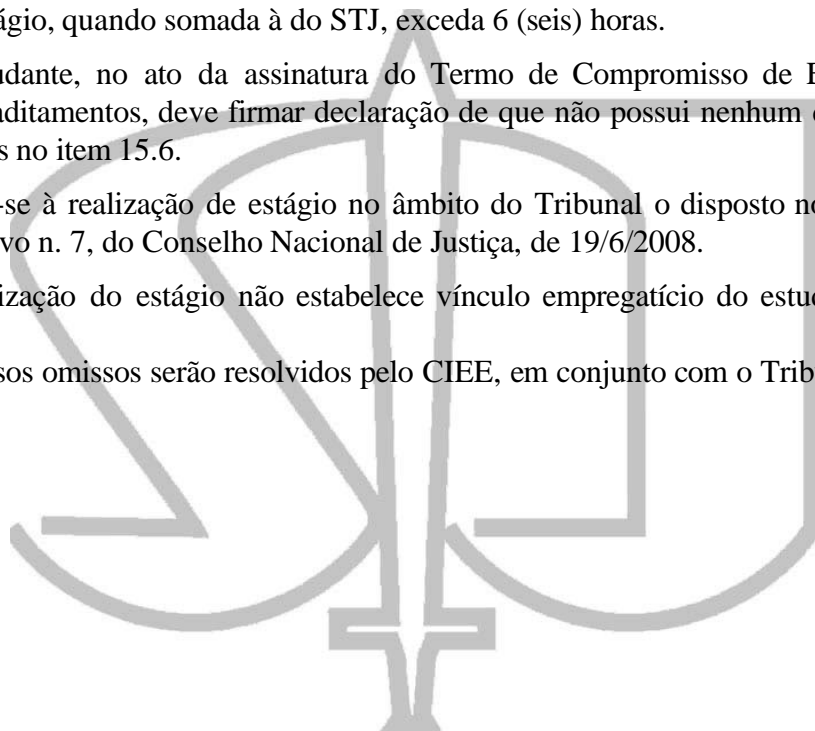 ágio, quando somada à do STJ, exceda 6 (seis) horas.
udante, no ato da assinatura do Termo de Compromisso de E
aditamentos, deve firmar declaração de que não possui nenhum
s no item 15.6.
-se à realização de estágio no âmbito do Tribunal o disposto no
vo n. 7, do Conselho Nacional de Justiça, de 19/6/2008.
ização do estágio não estabelece vínculo empregatício do estu
sos omissos serão resolvidos pelo CIEE, em conjunto com o Trib